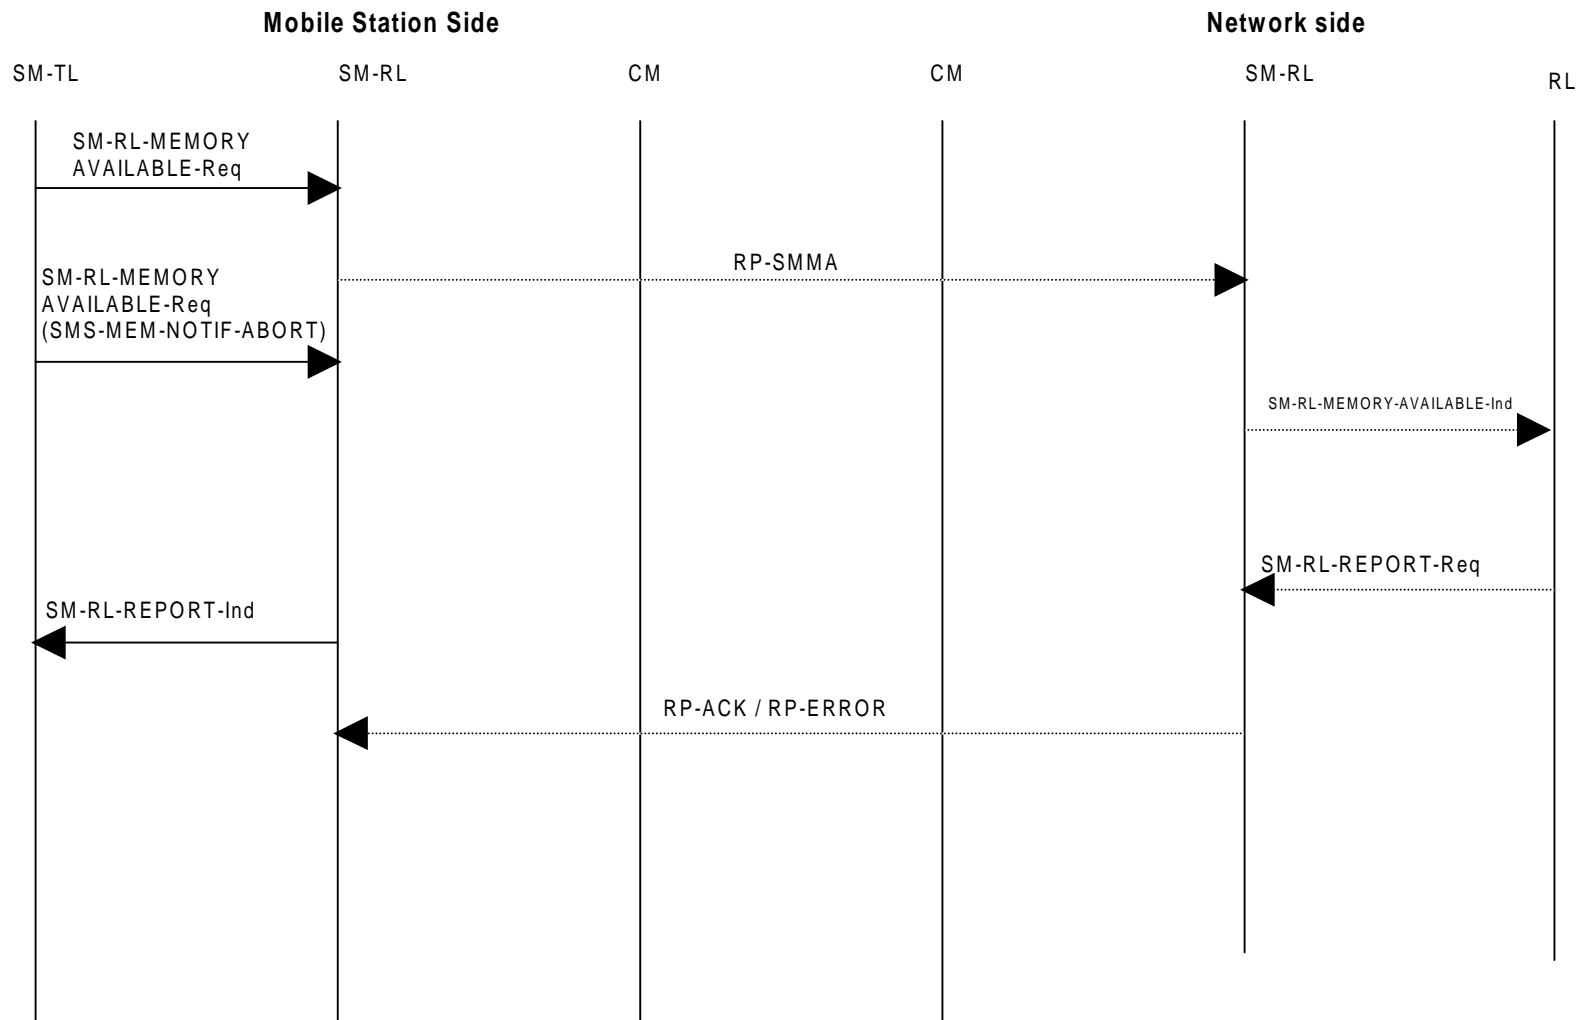 Mobile Station Side
Network side
SM-TL
SM-RL
CM
CM
SM-RL
RL
SM-RL-MEMORY
AVAILABLE-Req
RP-SMMA
SM-RL-MEMORY
AVAILABLE-Req
(SMS-MEM-NOTIF-ABORT)
SM-RL-MEMORY-AVAILABLE-Ind
SM-RL-REPORT-Req
SM-RL-REPORT-Ind
RP-ACK / RP-ERROR